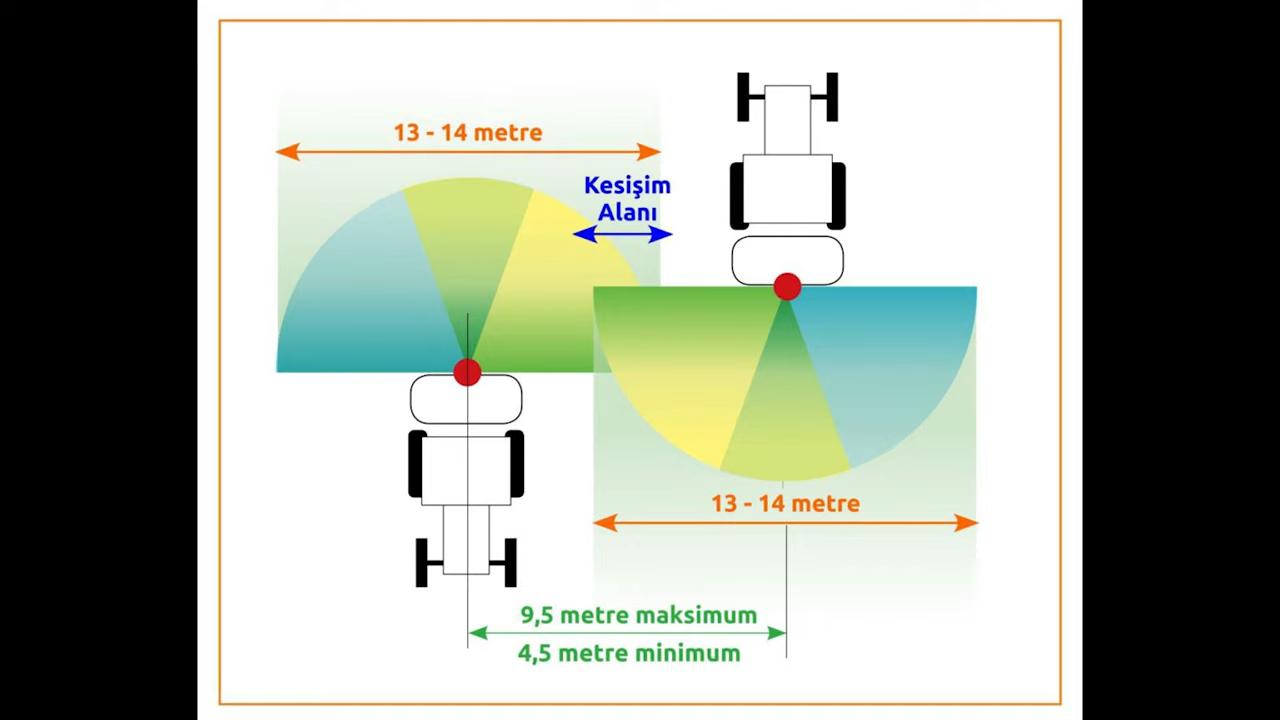 13 - 14 metre
Kesişim
Alanı
13 - 14 metre
9,5 metre maksimum
4,5 metre minimum